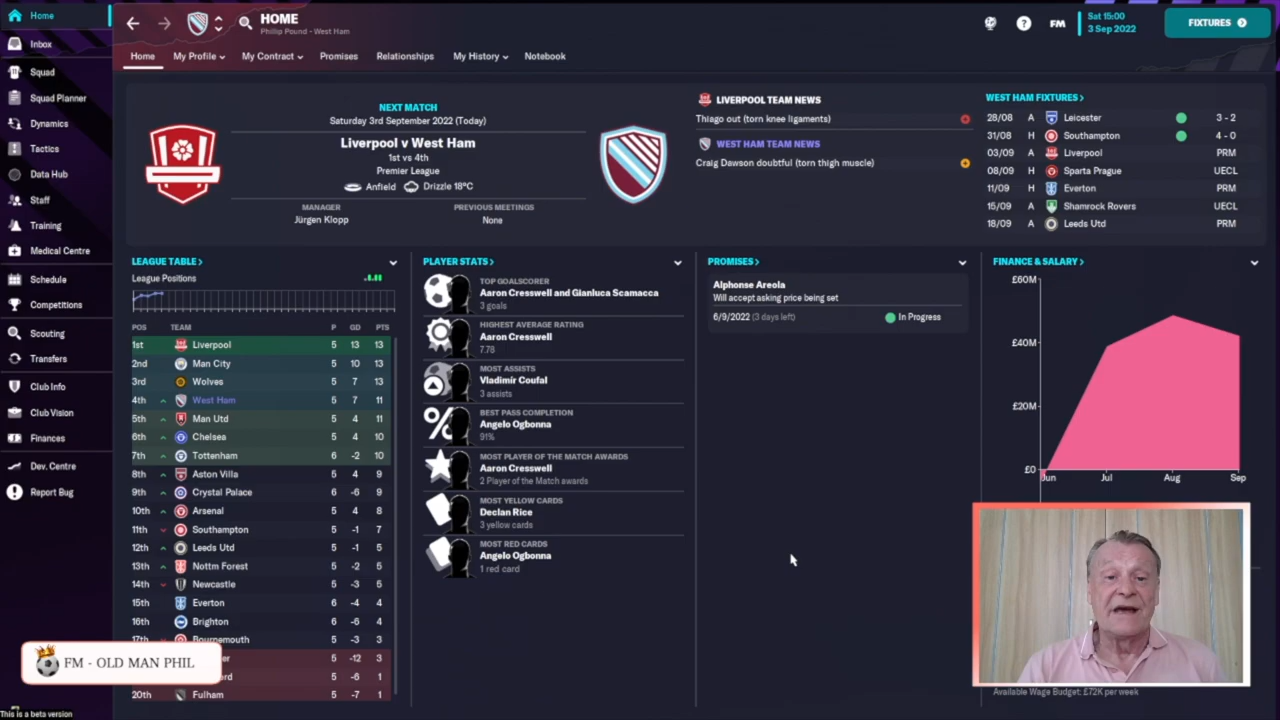 Home
Inbox
Squad
Squad Planner
Dynamics
Tactics
Data Hub
Staff
Training
Medical Centre
Schedule
Competitions
Scouting
Transfers
Club Info
Club Vision
Finances
Dev. Centre
Report Bug
HOME
Phillip Pound - West Ham
FM
Sat 15:00
3 Sep 2022
FIXTURES
Home My Profile My Contract Promises Relationships My History Notebook
NEXT MATCH
Saturday 3rd September 2022 (Today)
Liverpool v West Ham
1st vs 4th
Premier League
Anfield Drizzle 18°C
MANAGER
Jürgen Klopp
PREVIOUS MEETINGS
None
LIVERPOOL TEAM NEWS
Thiago out (torn knee ligaments)
WEST HAM TEAM NEWS
Craig Dawson doubtful (torn thigh muscle)
WEST HAM FIXTURES >
28/08 A Leicester 3 - 2
31/08 H Southampton 4 - 0
03/09 A Liverpool PRM
08/09 H Sparta Prague UECL
11/09 H Everton PRM
15/09 A Shamrock Rovers UECL
18/09 A Leeds Utd PRM
LEAGUE TABLE >
League Positions
POS TEAM P GD PTS
1st Liverpool 5 13 13
2nd Man City 5 10 13
3rd Wolves 5 7 13
4th West Ham 5 7 11
5th Man Utd 5 4 11
6th Chelsea 5 4 10
7th Tottenham 6 -2 10
8th Aston Villa 5 4 9
9th Crystal Palace 6 -6 9
10th Arsenal 5 4 8
11th Southampton 5 -1 7
12th Leeds Utd 5 -1 5
13th Nottm Forest 5 -2 5
14th Newcastle 5 -3 5
15th Everton 6 -4 4
16th Brighton 6 -6 4
17th Bournemouth 5 -3 3
5 -12 3
5 -6 1
20th Fulham 5 -7 1
PLAYER STATS >
TOP GOALSCORER
Aaron Cresswell and Gianluca Scamacca
3 goals
HIGHEST AVERAGE RATING
Aaron Cresswell
7.78
MOST ASSISTS
Vladimír Coufal
3 assists
BEST PASS COMPLETION
Angelo Ogbonna
91%
MOST PLAYER OF THE MATCH AWARDS
Aaron Cresswell
2 Player of the Match awards
MOST YELLOW CARDS
Declan Rice
3 yellow cards
MOST RED CARDS
Angelo Ogbonna
1 red card
PROMISES >
Alphonse Areola
Will accept asking price being set
6/9/2022 (3 days left) In Progress
FINANCE & SALARY >
£60M
£40M
£20M
£0
Jun Jul Aug Sep
Available Wage Budget: £72K per week
FM - OLD MAN PHIL
This is a beta version